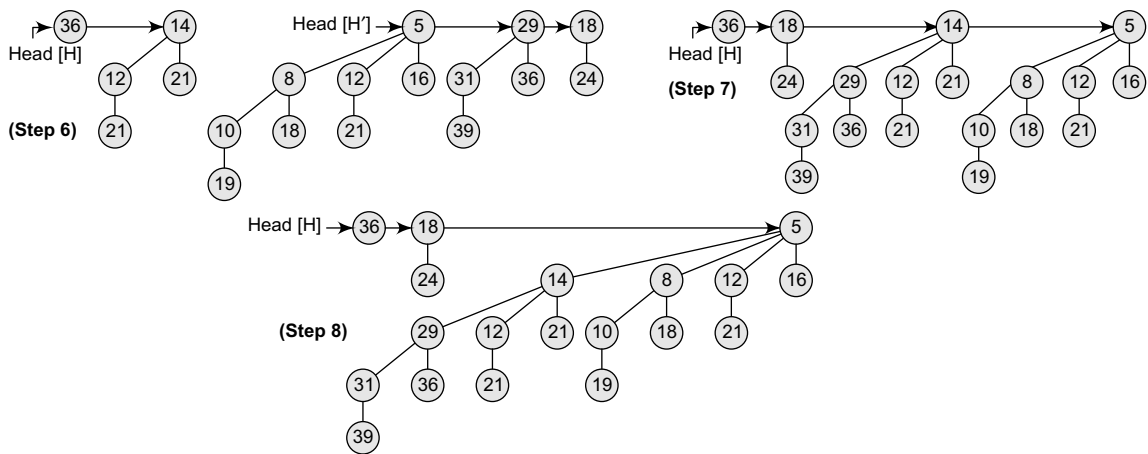 36 14
Head [H]
12 21
21
(Step 6)
Head [H′] 5 29 18
8 12 16 31 36 24
10 18 21 39
19
36 18 14 5
Head [H]
(Step 7)
24 29 12 21 8 12 16
31 36 21 10 18 21
39 19
Head [H] 36 18 5
24 14 8 12 16
(Step 8)
29 12 21 10 18 21
31 36 21 19
39